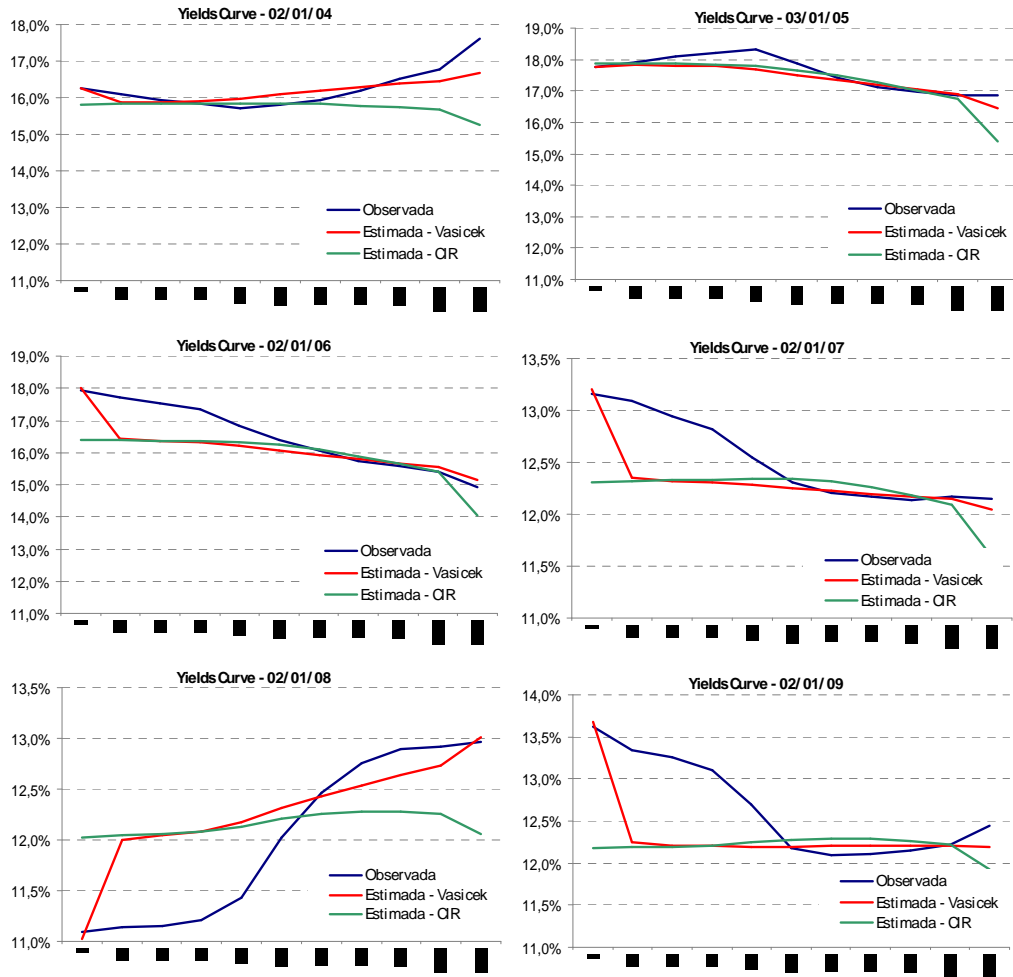 Yields Curve - 02/01/04
18,0%
17,0%
16,0%
15,0%
14,0%
13,0%
12,0%
11,0%
Observada
Estimada - Vasicek
Estimada - CIR
Yields Curve - 03/01/05
19,0%
18,0%
17,0%
16,0%
15,0%
14,0%
13,0%
12,0%
11,0%
Observada
Estimada - Vasicek
Estimada - CIR
Yields Curve - 02/01/06
19,0%
18,0%
17,0%
16,0%
15,0%
14,0%
13,0%
12,0%
11,0%
Observada
Estimada - Vasicek
Estimada - CIR
Yields Curve - 02/01/07
13,5%
13,0%
12,5%
12,0%
11,5%
11,0%
Observada
Estimada - Vasicek
Estimada - CIR
Yields Curve - 02/01/08
13,5%
13,0%
12,5%
12,0%
11,5%
11,0%
Observada
Estimada - Vasicek
Estimada - CIR
Yields Curve - 02/01/09
14,0%
13,5%
13,0%
12,5%
12,0%
11,5%
11,0%
Observada
Estimada - Vasicek
Estimada - CIR